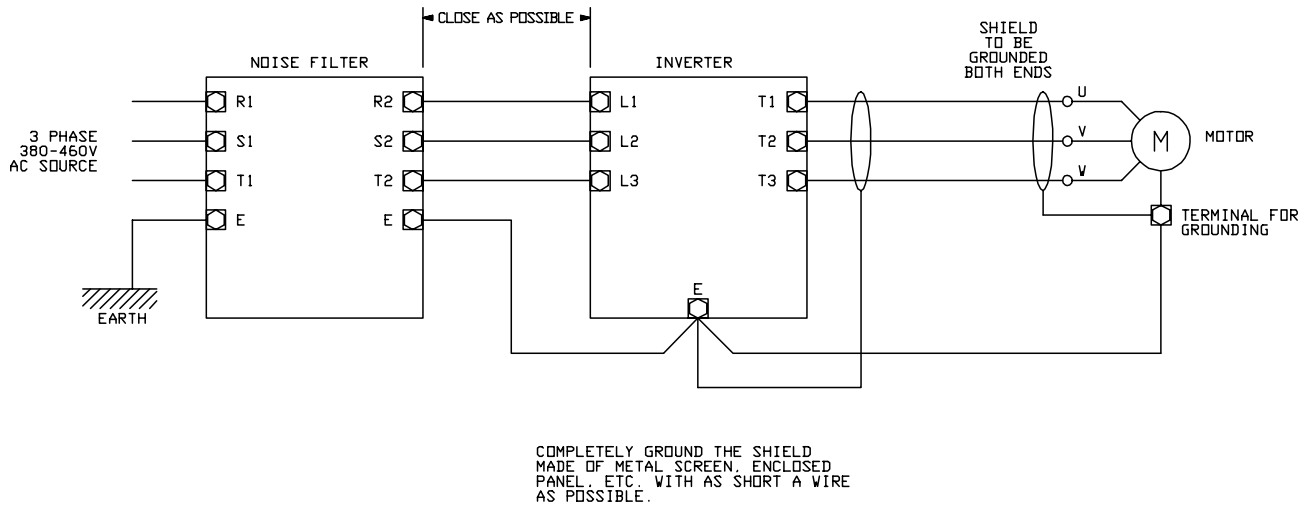 CLOSE AS POSSIBLE
SHIELD
TO BE
GROUNDED
BOTH ENDS
NOISE FILTER
INVERTER
R1
R2
L1
T1
U
3 PHASE
380-460V
AC SOURCE
S1
S2
L2
T2
V
M
MOTOR
T1
T2
L3
T3
W
E
E
TERMINAL FOR
GROUNDING
E
EARTH
COMPLETELY GROUND THE SHIELD
MADE OF METAL SCREEN, ENCLOSED
PANEL, ETC. WITH AS SHORT A WIRE
AS POSSIBLE.